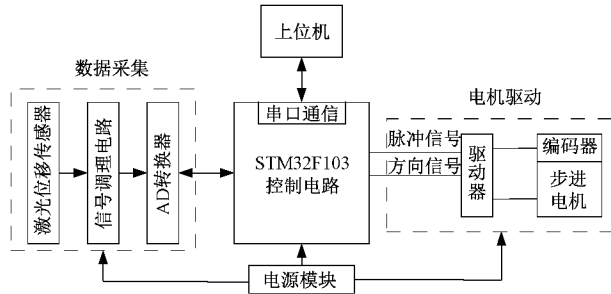 上位机
数据采集
激光位移传感器
信号调理电路
AD转换器
串口通信
STM32F103
控制电路
电机驱动
脉冲信号
方向信号
驱动器
编码器
步进
电机
电源模块